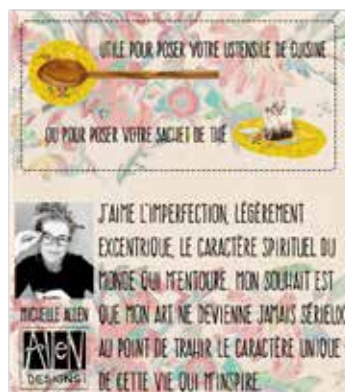 UTILE POUR POSER VOTRE USTENSILE DE CUISINE
OU POUR POSER VOTRE SACHET DE THÉ
J'AIME L'IMPERFECTION, LÉGÈREMENT
EXCENTRIQUE, LE CARACTÈRE SPIRITUEL DU
MONDE QUI M'ENTOURE. MON SOUHAIT EST
QUE MON ART NE DEVIENNE JAMAIS SÉRIEUX
AU POINT DE TRAHIR LE CARACTÈRE UNIQUE
DE CETTE VIE QUI M'INSPIRE.
MICHELLE ALLEN
AlleN
DESIGNS